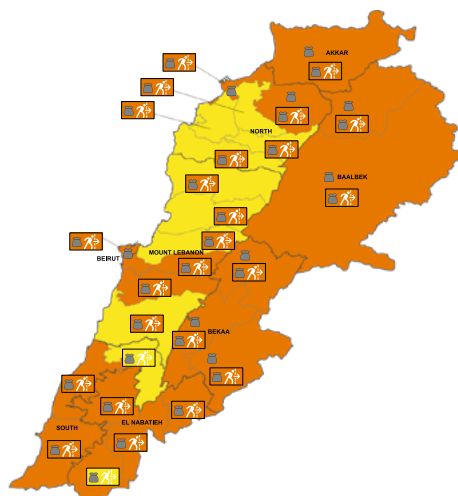 AKKAR
NORTH
BAALBEK
MOUNT LEBANON
BEIRUT
BEKAA
EL NABATIEH
SOUTH